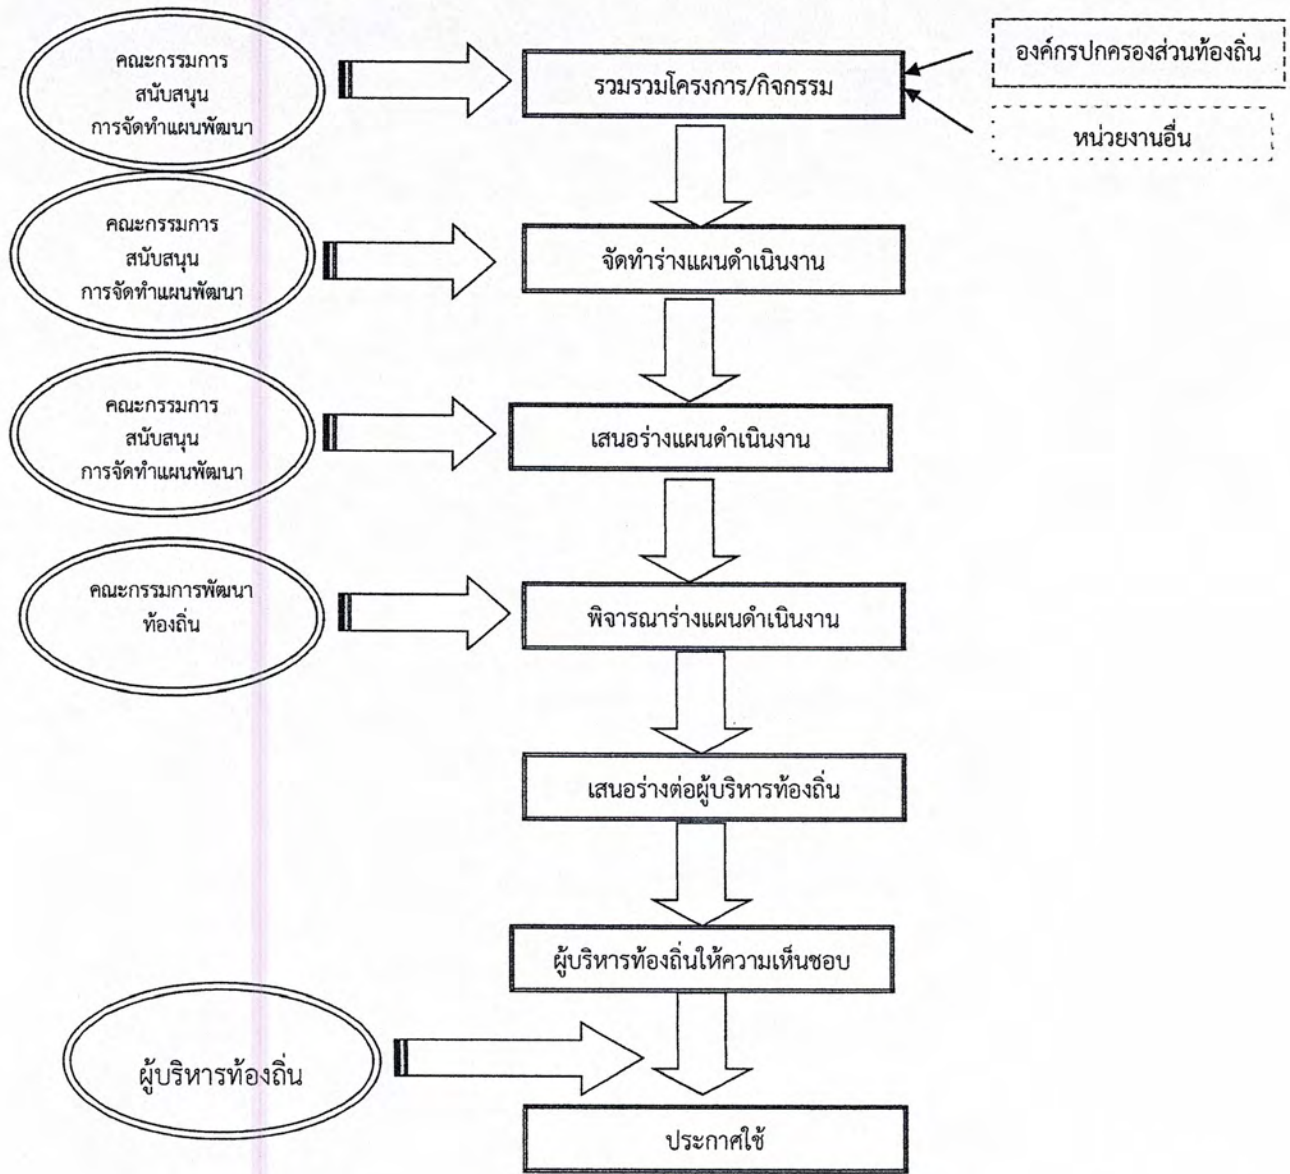 คณะกรรมการ
สนับสนุน
การจัดทำแผนพัฒนา
รวมรวมโครงการ/กิจกรรม
องค์กรปกครองส่วนท้องถิ่น
หน่วยงานอื่น
คณะกรรมการ
สนับสนุน
การจัดทำแผนพัฒนา
จัดทำร่างแผนดำเนินงาน
คณะกรรมการ
สนับสนุน
การจัดทำแผนพัฒนา
เสนอร่างแผนดำเนินงาน
คณะกรรมการพัฒนา
ท้องถิ่น
พิจารณาร่างแผนดำเนินงาน
เสนอร่างต่อผู้บริหารท้องถิ่น
ผู้บริหารท้องถิ่นให้ความเห็นชอบ
ผู้บริหารท้องถิ่น
ประกาศใช้